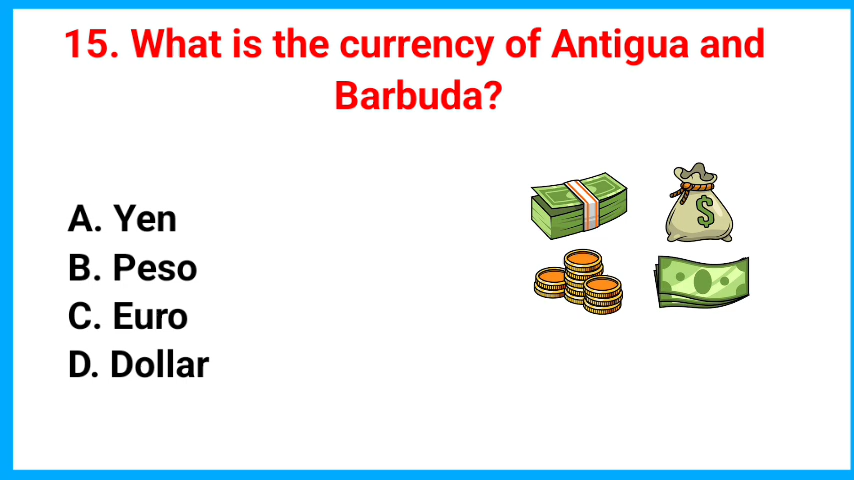 15. What is the currency of Antigua and
Barbuda?
A. Yen
B. Peso
C. Euro
D. Dollar
$